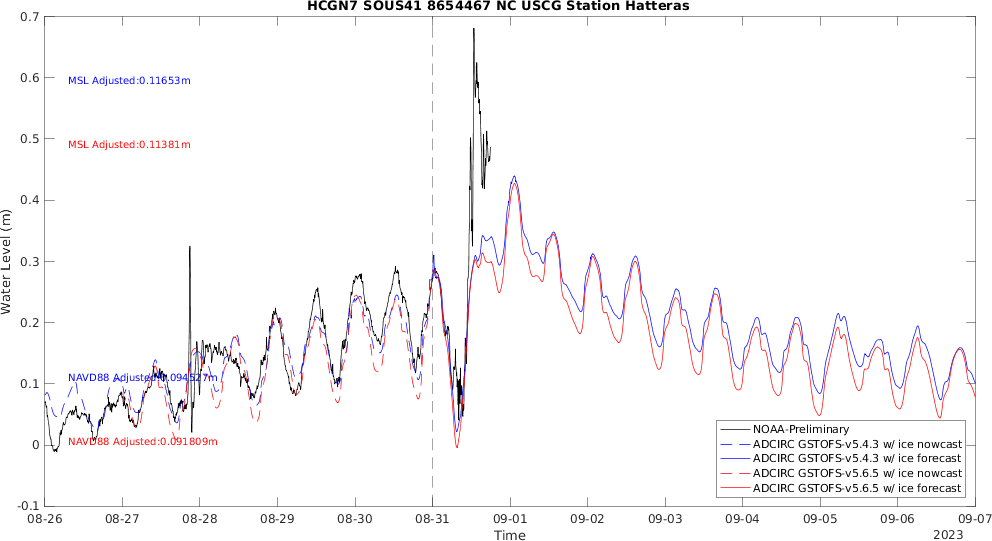 HCGN7 SOUS41 8654467 NC USCG Station Hatteras
0.7
0.6
0.5
0.4
0.3
0.2
0.1
0
-0.1
Water Level (m)
MSL Adjusted:0.11653m
MSL Adjusted:0.11381m
NAVD88 Adjusted:0.094527m
NAVD88 Adjusted:0.091809m
NOAA-Preliminary
ADCIRC GSTOFS-v5.4.3 w/ ice nowcast
ADCIRC GSTOFS-v5.4.3 w/ ice forecast
ADCIRC GSTOFS-v5.6.5 w/ ice nowcast
ADCIRC GSTOFS-v5.6.5 w/ ice forecast
08-26 08-27 08-28 08-29 08-30 08-31 09-01 09-02 09-03 09-04 09-05 09-06 09-07
Time
2023